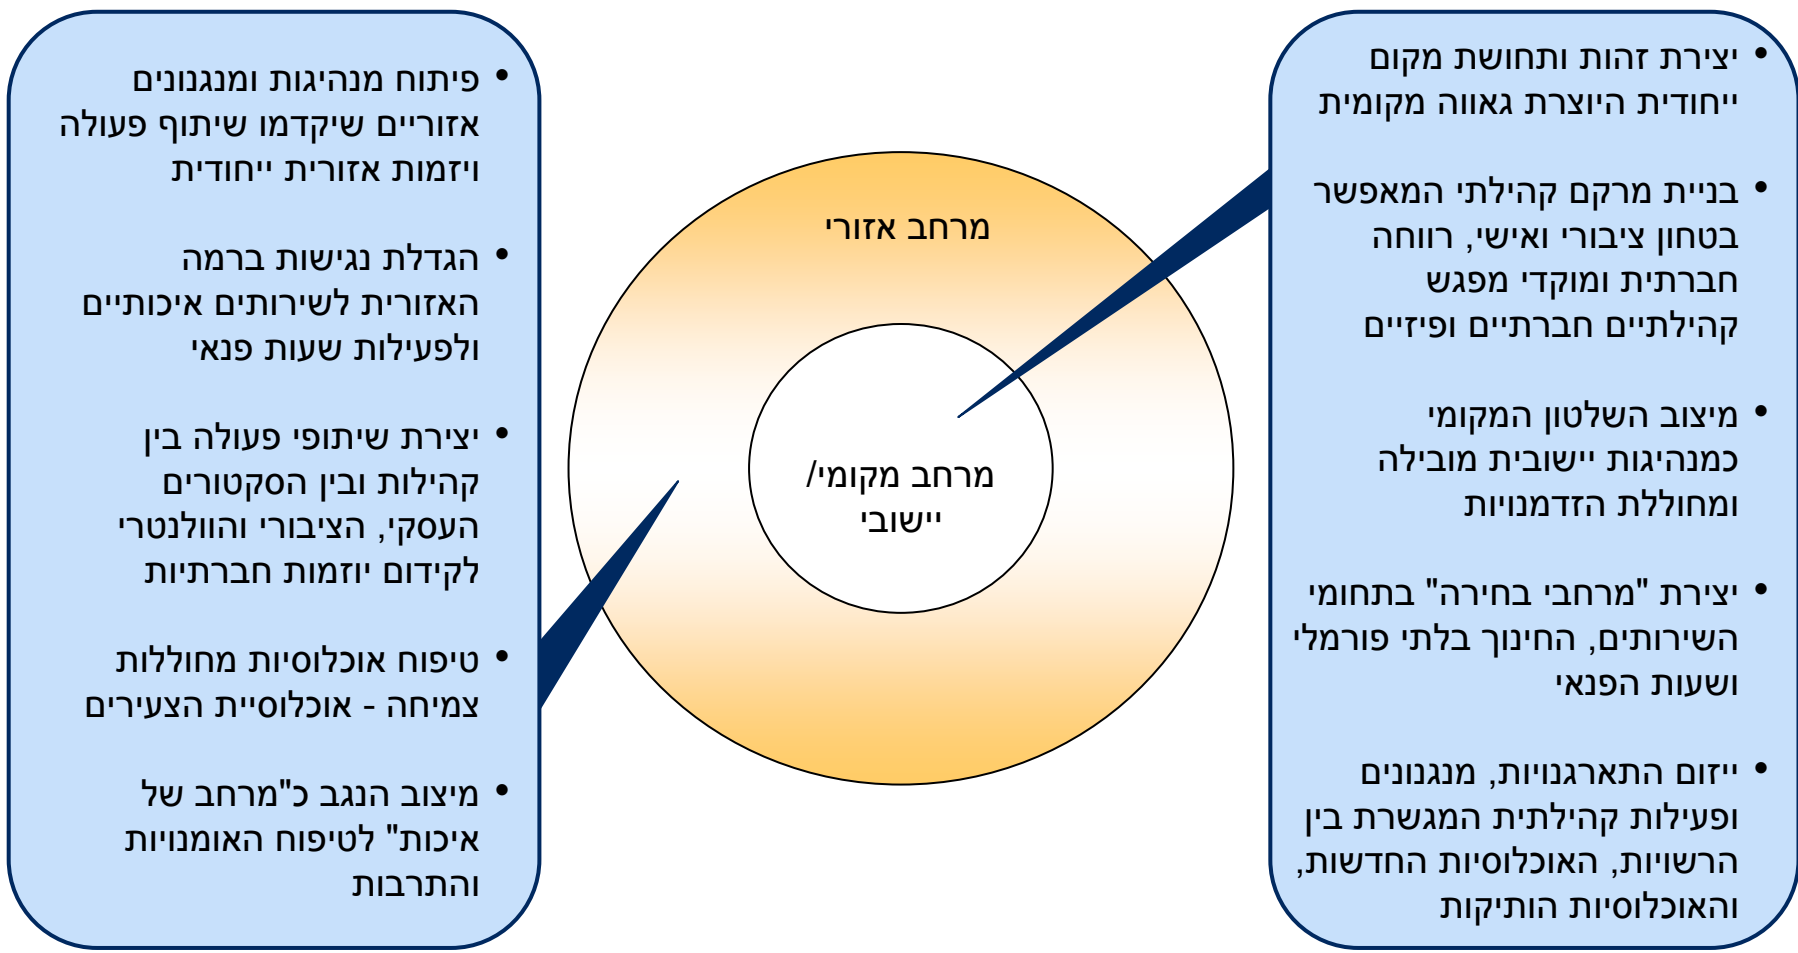 יצירת זהות ותחושת מקום
ייחודית היוצרת גאווה מקומית
בניית מרקם קהילתי המאפשר
בטחון ציבורי ואישי, רווחה
חברתית ומוקדי מפגש
קהילתיים חברתיים ופיזיים
מיצוב השלטון המקומי
כמנהיגות יישובית מובילה
ומחוללת הזדמנויות
יצירת "מרחבי בחירה" בתחומי
השירותים, החינוך בלתי פורמלי
ושעות הפנאי
ייזום התארגנויות, מנגנונים
ופעילות קהילתית המגשרת בין
הרשויות, האוכלוסיות החדשות,
והאוכלוסיות הותיקות
מרחב אזורי
מרחב מקומי/
יישובי
פיתוח מנהיגות ומנגנונים
אזוריים שיקדמו שיתוף פעולה
ויזמות אזורית ייחודית
הגדלת נגישות ברמה
האזורית לשירותים איכותיים
ולפעילות שעות פנאי
יצירת שיתופי פעולה בין
קהילות ובין הסקטורים
העסקי, הציבורי והוולנטרי
לקידום יוזמות חברתיות
טיפוח אוכלוסיות מחוללות
צמיחה - אוכלוסיית הצעירים
מיצוב הנגב כ"מרחב של
איכות" לטיפוח האומנויות
והתרבות